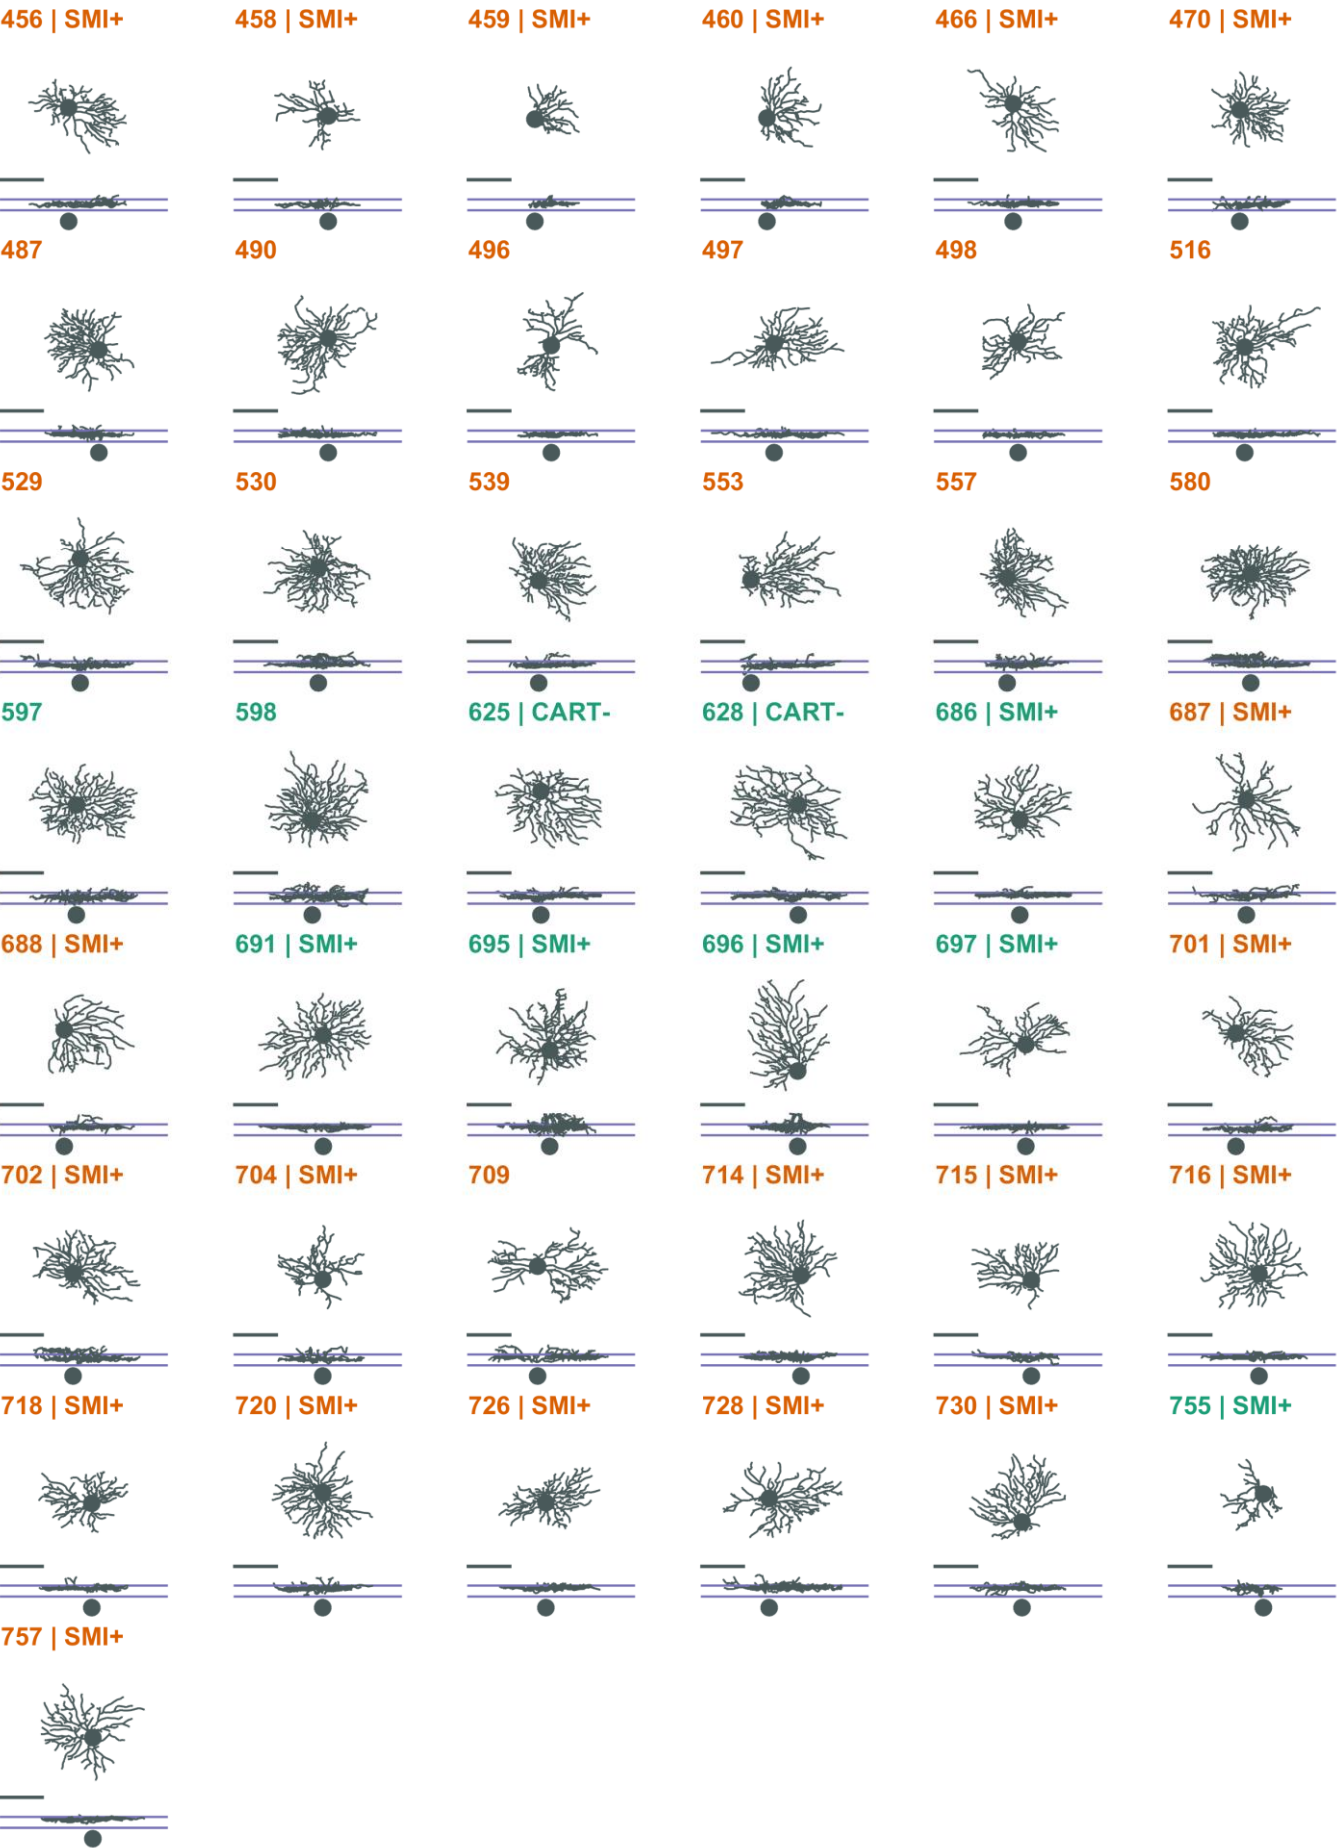 456 | SMI+ 458 | SMI+ 459 | SMI+ 460 | SMI+ 466 | SMI+ 470 | SMI+
487 490 496 497 498 516
529 530 539 553 557 580
597 598 625 | CART- 628 | CART- 686 | SMI+ 687 | SMI+
688 | SMI+ 691 | SMI+ 695 | SMI+ 696 | SMI+ 697 | SMI+ 701 | SMI+
702 | SMI+ 704 | SMI+ 709 714 | SMI+ 715 | SMI+ 716 | SMI+
718 | SMI+ 720 | SMI+ 726 | SMI+ 728 | SMI+ 730 | SMI+ 755 | SMI+
757 | SMI+